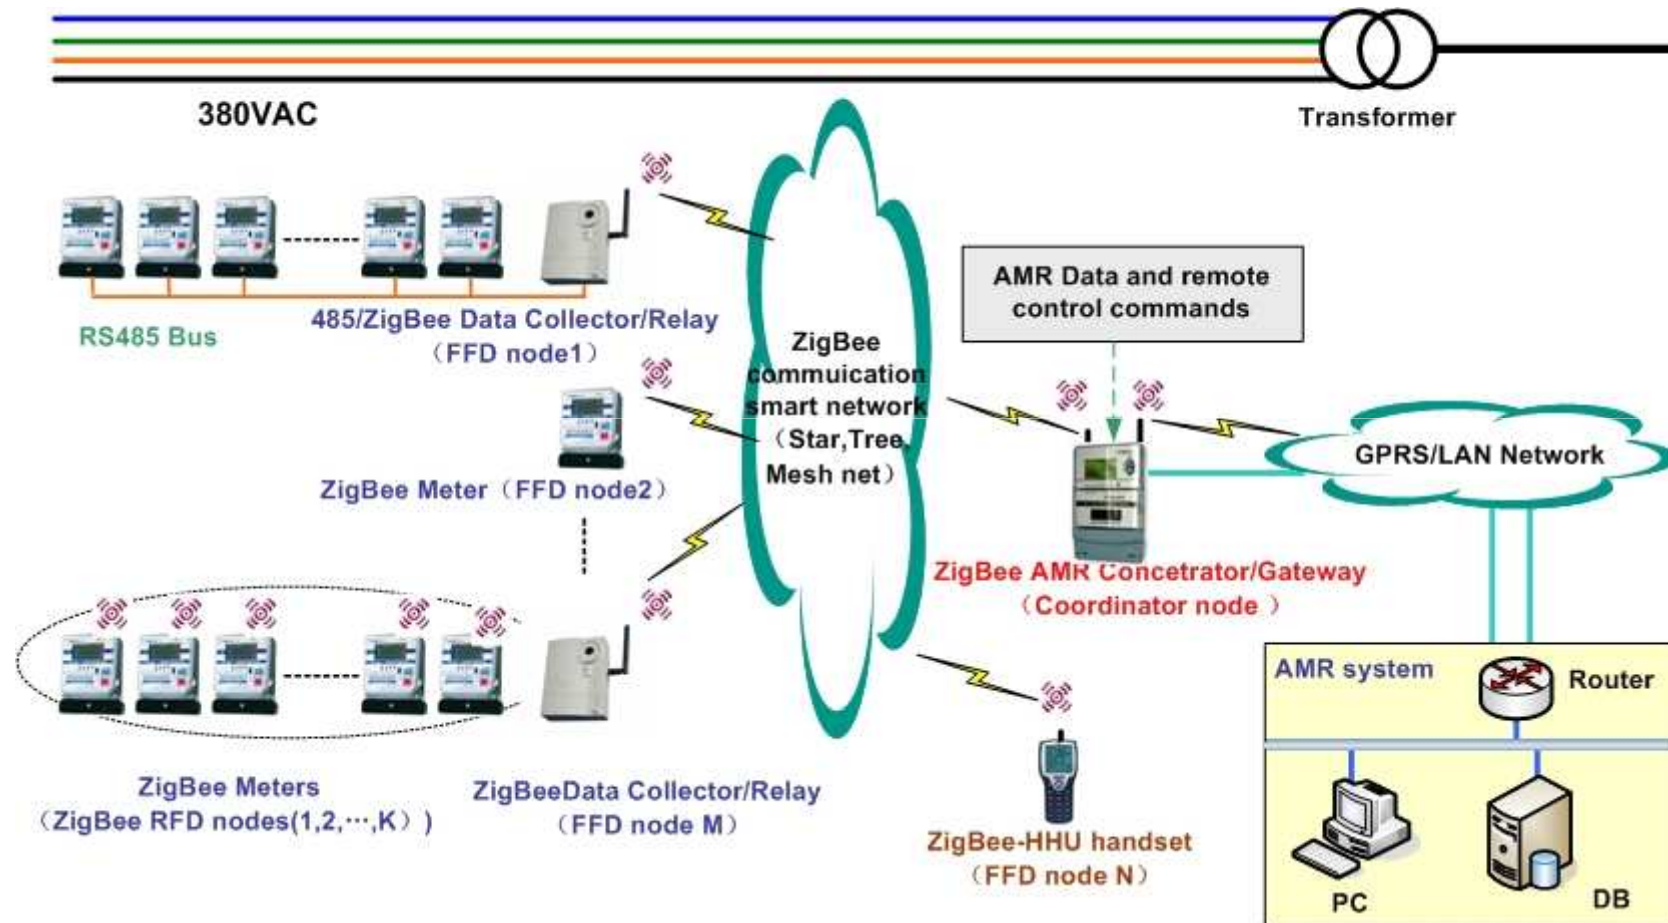 380VAC
Transformer
RS485 Bus
485/ZigBee Data Collector/Relay
（FFD node1）
ZigBee Meter（FFD node2）
ZigBee
commuication
smart network
（Star,Tree,
Mesh net）
AMR Data and remote
control commands
GPRS/LAN Network
ZigBee AMR Concetrator/Gateway
（Coordinator node ）
AMR system
Router
PC
DB
ZigBee Meters
（ZigBee RFD nodes(1,2,···,K）)
ZigBeeData Collector/Relay
（FFD node M）
ZigBee-HHU handset
（FFD node N）